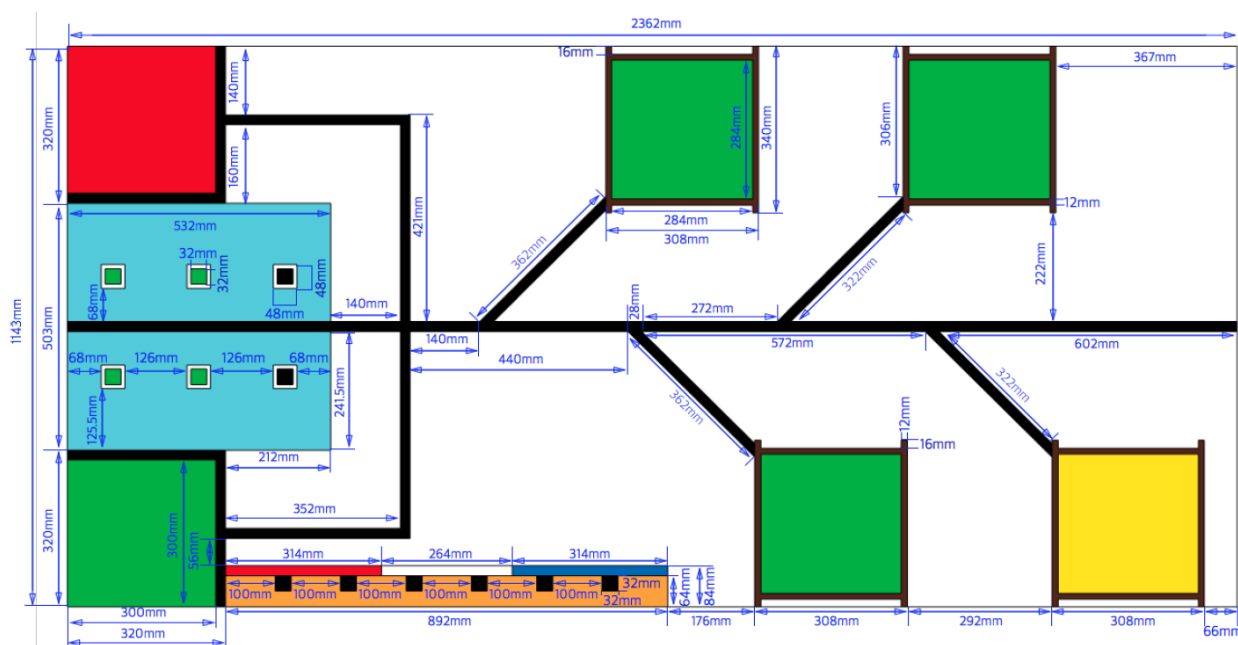 2362mm
16mm
367mm
140mm
320mm
284mm
340mm
306mm
160mm
421mm
532mm
12mm
284mm
308mm
362mm
322mm
222mm
32mm
32mm
48mm
48mm
68mm
140mm
28mm
272mm
1143mm
503mm
140mm
572mm
602mm
440mm
68mm
126mm
126mm
68mm
241.5mm
125.5mm
362mm
322mm
12mm
16mm
212mm
352mm
320mm
300mm
56mm
314mm
264mm
314mm
100mm
100mm
100mm
100mm
100mm
100mm
32mm
32mm
64mm
84mm
300mm
320mm
892mm
176mm
308mm
292mm
308mm
66mm